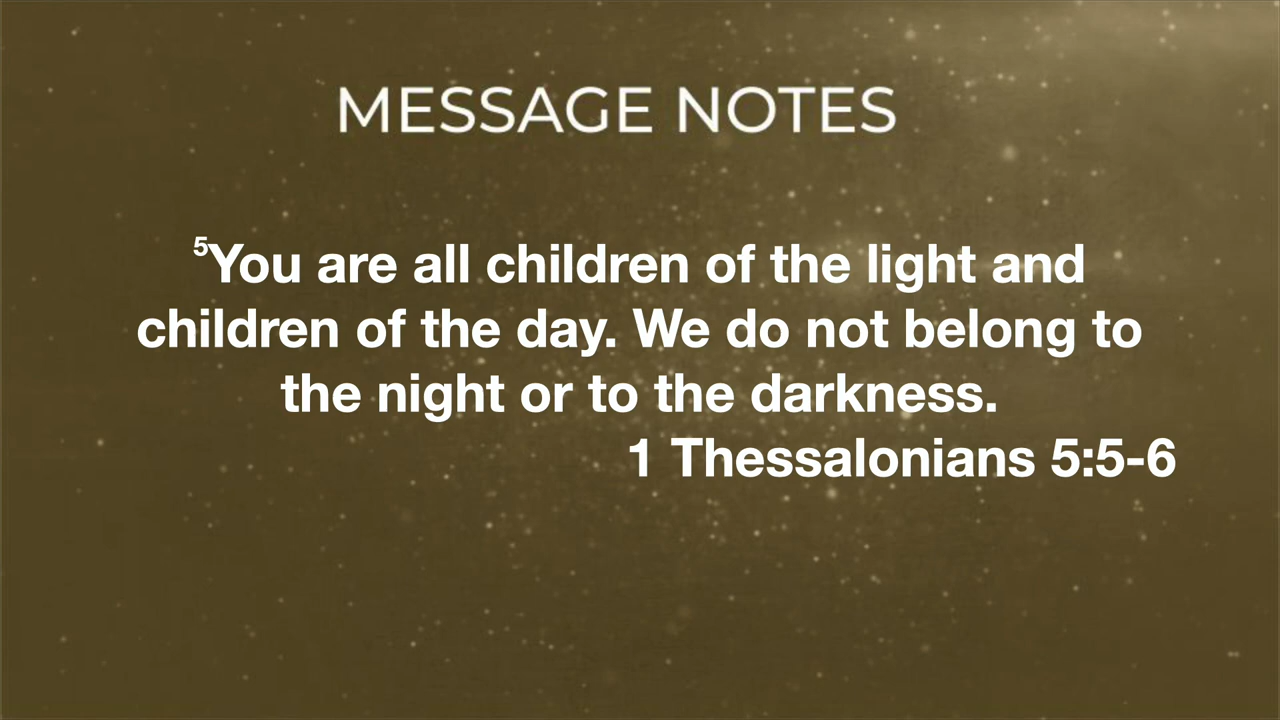 MESSAGE NOTES
⁵You are all children of the light and
children of the day. We do not belong to
the night or to the darkness.
1 Thessalonians 5:5-6